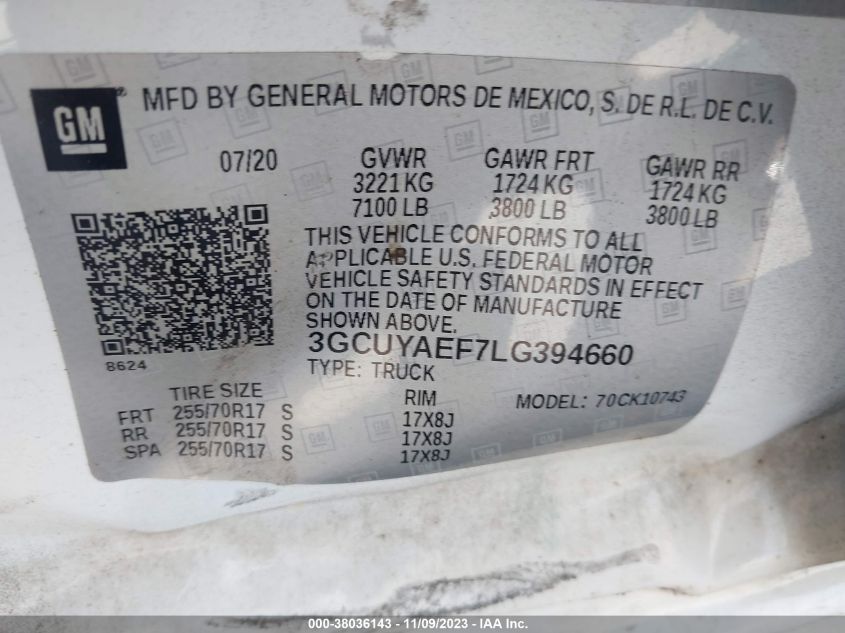 GM ® MFD BY GENERAL MOTORS DE MEXICO, S. DE R.L. DE C.V.
07/20 GVWR GAWR FRT GAWR RR
3221 KG 1724 KG 1724 KG
7100 LB 3800 LB 3800 LB
THIS VEHICLE CONFORMS TO ALL
APPLICABLE U.S. FEDERAL MOTOR
VEHICLE SAFETY STANDARDS IN EFFECT
ON THE DATE OF MANUFACTURE
SHOWN ABOVE.
3GCUYAEF7LG394660
8624 TYPE: TRUCK
TIRE SIZE RIM MODEL: 70CK10743
FRT 255/70R17 S 17X8J
RR 255/70R17 S 17X8J
SPA 255/70R17 S 17X8J
000-38036143 - 11/09/2023 - IAA Inc.